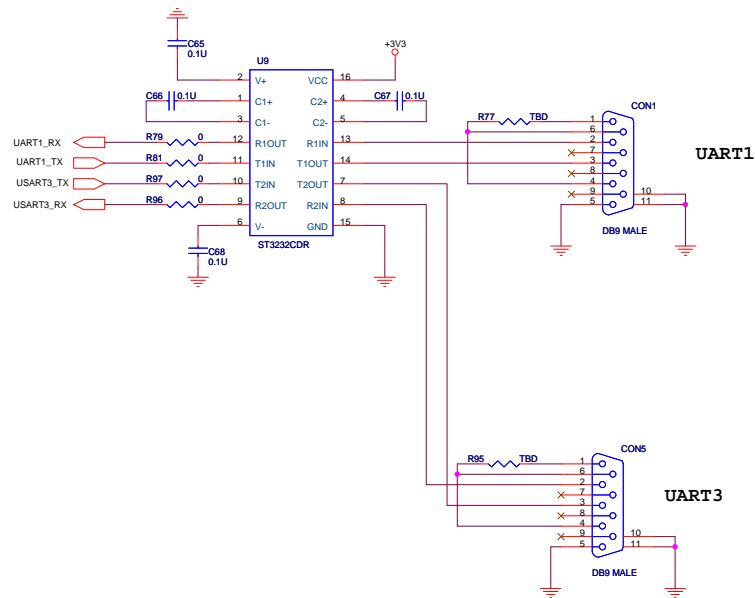 C65
0.1U
+3V3
U9
2 V+ VCC 16
C66 0.1U 1 C1+ C2+ 4 C67 0.1U
3 C1- C2- 5
UART1_RX R79 0 12 R1OUT R1IN 13
UART1_TX R81 0 11 T1IN T1OUT 14
USART3_TX R97 0 10 T2IN T2OUT 7
USART3_RX R96 0 9 R2OUT R2IN 8
6 V- GND 15
ST3232CDR
C68
0.1U
CON1
R77 TBD 1
6
2
7
3
8
4
9 10
5 11
DB9 MALE
UART1
CON5
R95 TBD 1
6
2
7
3
8
4
9 10
5 11
DB9 MALE
UART3